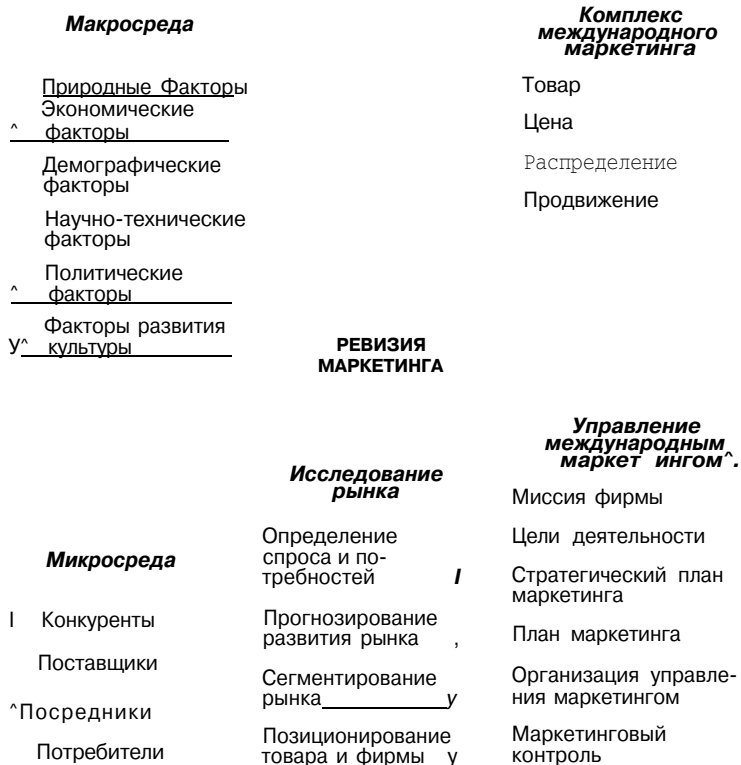 Макросреда
Природные Факторы
Экономические
^ факторы
Демографические
факторы
Научно-технические
факторы
Политические
^ факторы
Факторы развития
У^ культуры
Комплекс
международного
маркетинга
Товар
Цена
Распределение
Продвижение
РЕВИЗИЯ
МАРКЕТИНГА
Микросреда
I Конкуренты
Поставщики
^Посредники
Потребители
Исследование
рынка
Определение
спроса и по-
требностей I
Прогнозирование
развития рынка ,
Сегментирование
рынка у
Позиционирование
товара и фирмы у
Управление
международным
маркет ингом^.
Миссия фирмы
Цели деятельности
Стратегический план
маркетинга
План маркетинга
Организация управле-
ния маркетингом
Маркетинговый
контроль